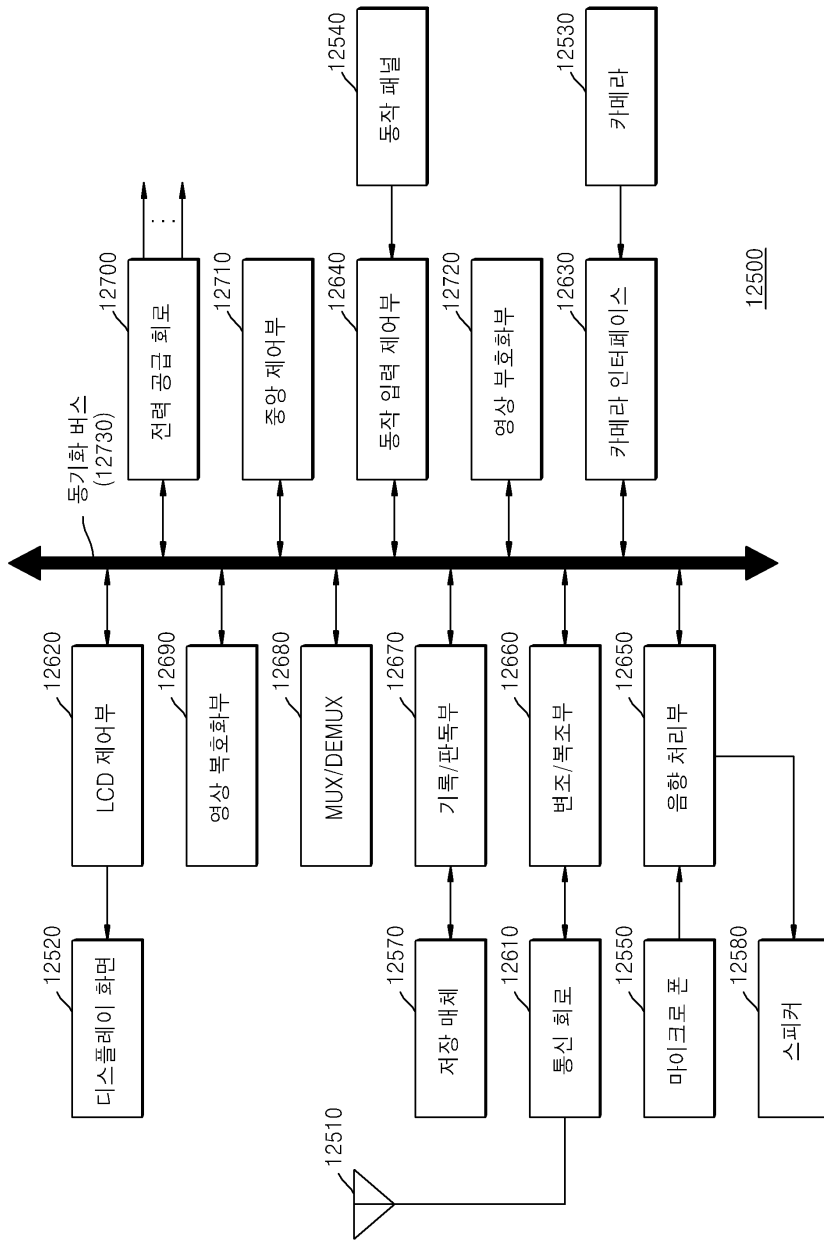 12510
디스플레이 화면
12520
저장 매체
12570
통신 회로
12610
마이크로 폰
12550
스피커
12580
LCD 제어부
12620
영상 복호화부
12690
MUX/DEMUX
12680
기록/판독부
12670
변조/복조부
12660
음향 처리부
12650
동기화 버스
(12730)
전력 공급 회로
12700
...
중앙 제어부
12710
동작 입력 제어부
12640
영상 부호화부
12720
카메라 인터페이스
12630
동작 패널
12540
카메라
12530
12500